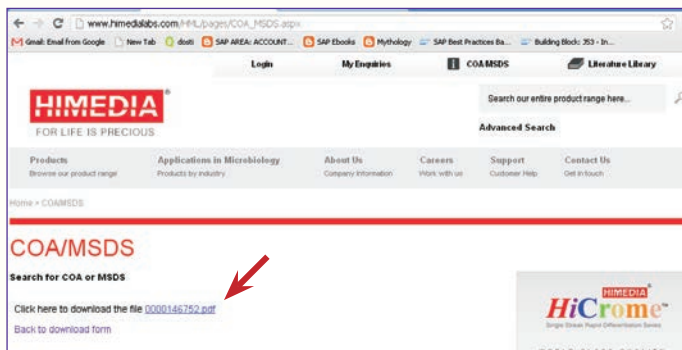 www.himedialabs.com/HML/pages/COA_MSDS.aspx
Gmail: Email from Google New Tab dosti SAP AREA: ACCOUNT... SAP Ebooks Mythology SAP Best Practices Ba... Building Block: 353 - In...
Login My Enquiries COA/MSDS Literature Library
HIMEDIA®
FOR LIFE IS PRECIOUS
Search our entire product range here...
Advanced Search
Products Applications in Microbiology About Us Careers Support Contact Us
Browse our product range Products by industry Company Information Work with us Customer Help Get in touch
Home > COA/MSDS
COA/MSDS
Search for COA or MSDS
Click here to download the file 0000146752.pdf
Back to download form
HIMEDIA®
HiCrome™
Single Streak Rapid Differentiation Series